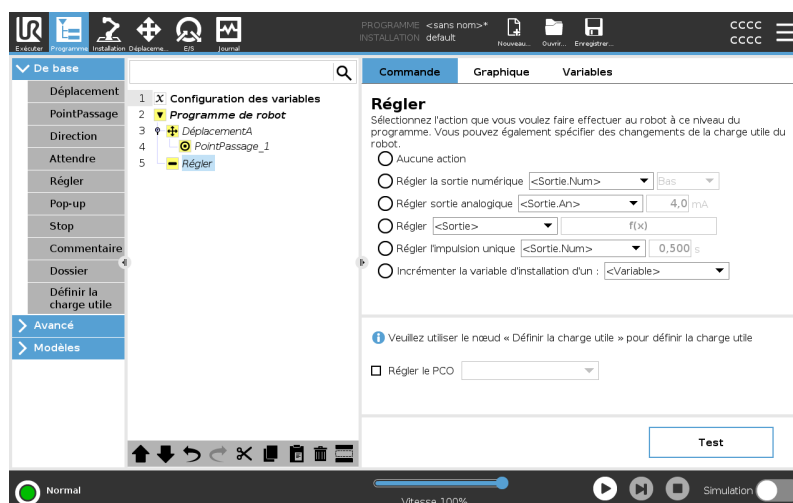 PROGRAMME <sans nom>*
INSTALLATION default
CCCC
CCCC
Exécuter
Programme
Installation
Déplaceme...
E/S
Journal
Nouveau...
Ouvrir...
Enregistrer...
De base
Déplacement
PointPassage
Direction
Attendre
Régler
Pop-up
Stop
Commentaire
Dossier
Définir la
charge utile
Avancé
Modèles
1 X Configuration des variables
2 Programme de robot
3 DéplacementA
4 PointPassage_1
5 Régler
Commande Graphique Variables
Régler
Sélectionnez l'action que vous voulez faire effectuer au robot à ce niveau du
programme. Vous pouvez également spécifier des changements de la charge utile du
robot.
Aucune action
Régler la sortie numérique <Sortie.Num> Bas
Régler sortie analogique <Sortie.An> 4,0 mA
Régler <Sortie> f(x)
Régler l'impulsion unique <Sortie.Num> 0,500 s
Incrémenter la variable d'installation d'un : <Variable>
Veuillez utiliser le nœud « Définir la charge utile » pour définir la charge utile
Régler le PCO
Test
Normal
Vitesse 100%
Simulation